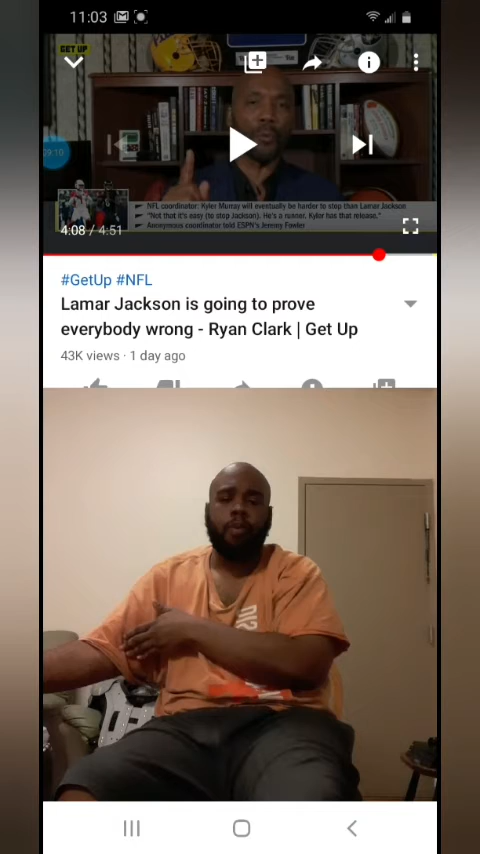 11:03
GET UP
09:10
NFL coordinator: Kyler Murray will eventually be harder to stop than Lamar Jackson
"Not that it's easy (to stop Jackson). He's a runner. Kyler has that release."
Anonymous coordinator told ESPN's Jeremy Fowler
4:08 / 4:51
#GetUp #NFL
Lamar Jackson is going to prove
everybody wrong - Ryan Clark | Get Up
43K views · 1 day ago